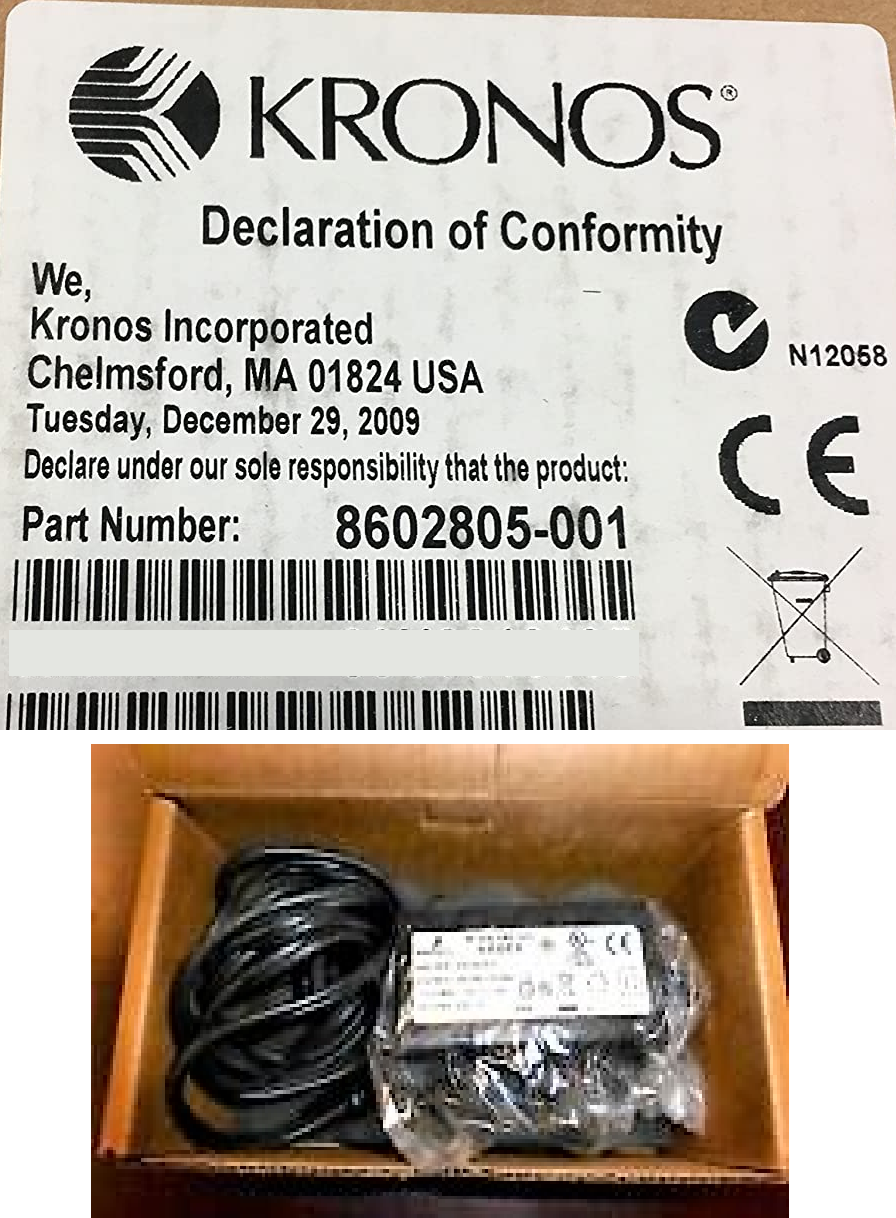 KRONOS®
Declaration of Conformity
We,
Kronos Incorporated
Chelmsford, MA 01824 USA
N12058
Tuesday, December 29, 2009
CE
Declare under our sole responsibility that the product:
Part Number: 8602805-001
CE